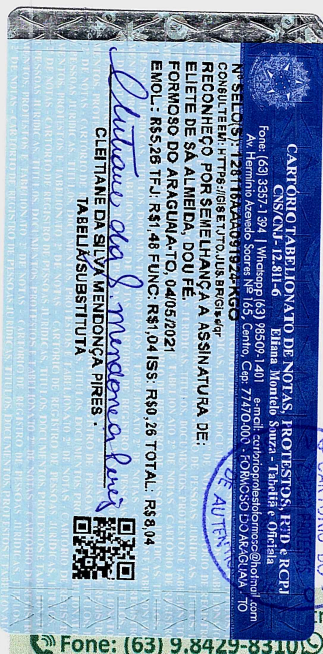 CARTÓRIO TABELIONATO DE NOTAS, PROTESTOS, RTD e RCPJ
CNS/CNJ- 12.811-6 Eliana Montelo Souza - Tabeliã e Oficiala
Fone: (63) 3357-1394 | Whatsapp (63) 98509-1401 e-mail: cartorioprotestoformoso@hotmail.com
Av. Hermínio Azevedo Soares Nº 165, Centro, Cep: 77470-000 - FORMOSO DO ARAGUAIA - TO
CONSULTE EM: HTTPS://GISE.TJTO.JUS.BR/Gise/qr
RECONHEÇO POR SEMELHANÇA A ASSINATURA DE:
ELIETE DE SÁ ALMEIDA, DOU FÉ.
FORMOSO DO ARAGUAIA-TO, 04/05/2021
EMOL.: R$5,26 TFJ: R$1,48 FUNC: R$1,04 ISS: R$0,26 TOTAL: R$8,04
CLEITIANE DA SILVA MENDONÇA PIRES -
TABELIÃ SUBSTITUTA
Fone: (63) 9.8429-8310